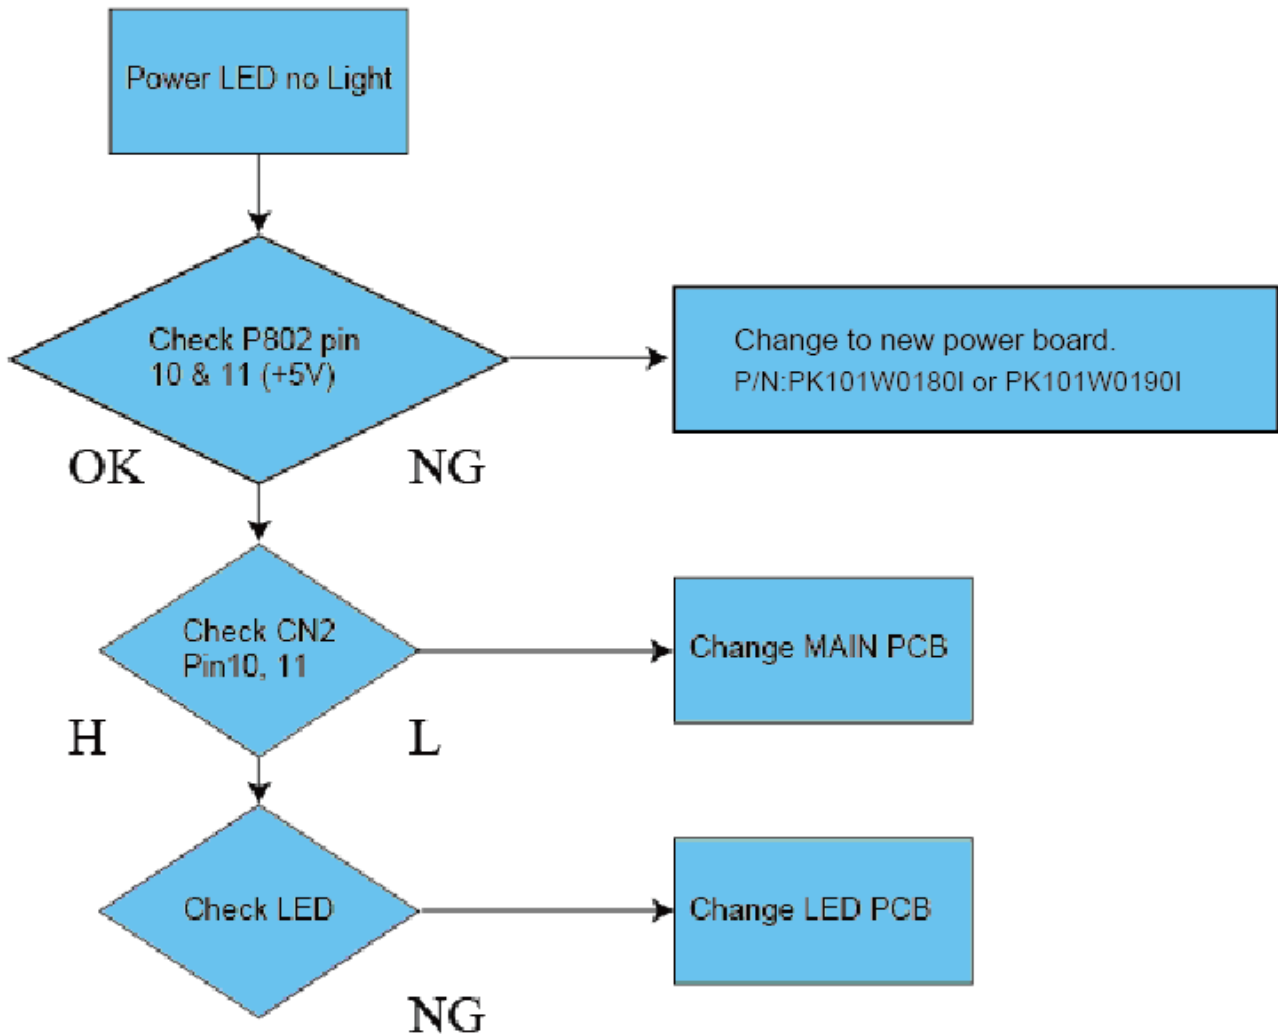 Power LED no Light
Check P802 pin
10 & 11 (+5V)
Change to new power board.
P/N:PK101W0180I or PK101W0190I
OK
NG
Check CN2
Pin10, 11
Change MAIN PCB
H
L
Check LED
Change LED PCB
NG